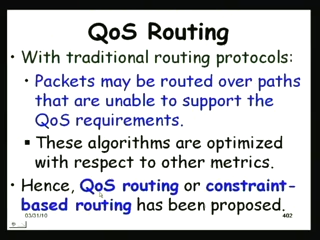 QoS Routing
• With traditional routing protocols:
• Packets may be routed over paths
that are unable to support the
QoS requirements.
▪ These algorithms are optimized
with respect to other metrics.
• Hence, QoS routing or constraint-
based routing has been proposed.
03/31/10 402